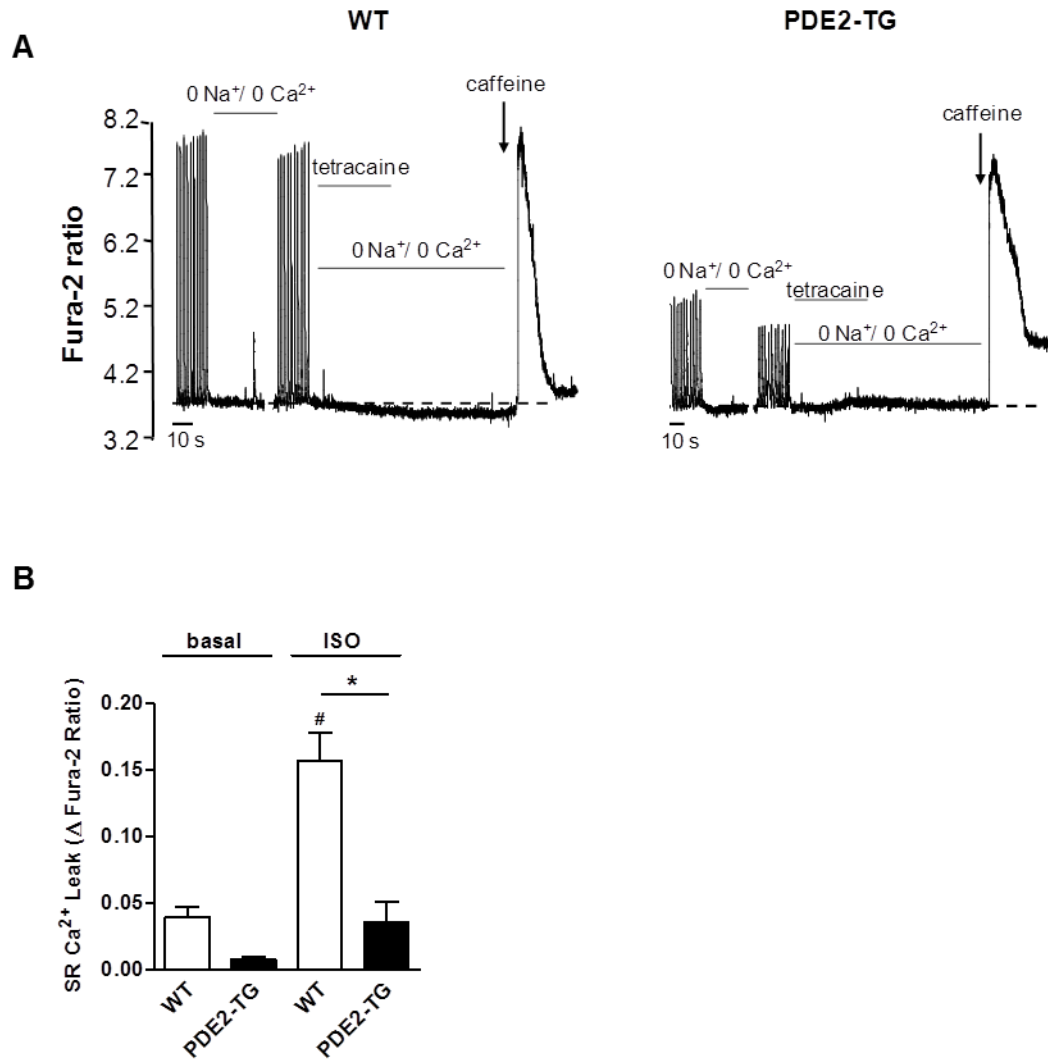 WT
PDE2-TG
A
0 Na⁺/ 0 Ca²⁺
tetracaine
0 Na⁺/ 0 Ca²⁺
caffeine
8.2
7.2
6.2
5.2
4.2
3.2
Fura-2 ratio
10 s
caffeine
0 Na⁺/ 0 Ca²⁺
tetracaine
0 Na⁺/ 0 Ca²⁺
10 s
B
basal
ISO
*
#
0.20
0.15
0.10
0.05
0.00
SR Ca²⁺ Leak (Δ Fura-2 Ratio)
WT
PDE2-TG
WT
PDE2-TG